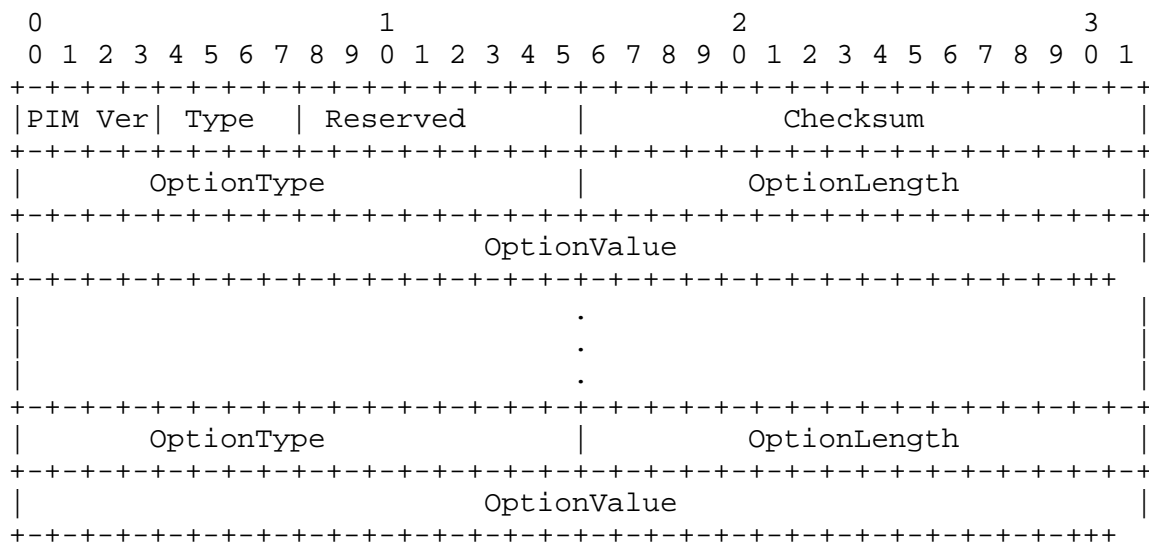 0                   1                   2                   3
 0 1 2 3 4 5 6 7 8 9 0 1 2 3 4 5 6 7 8 9 0 1 2 3 4 5 6 7 8 9 0 1
+-+-+-+-+-+-+-+-+-+-+-+-+-+-+-+-+-+-+-+-+-+-+-+-+-+-+-+-+-+-+-+-+
|PIM Ver| Type  | Reserved      |           Checksum            |
+-+-+-+-+-+-+-+-+-+-+-+-+-+-+-+-+-+-+-+-+-+-+-+-+-+-+-+-+-+-+-+-+
|       OptionType              |         OptionLength          |
+-+-+-+-+-+-+-+-+-+-+-+-+-+-+-+-+-+-+-+-+-+-+-+-+-+-+-+-+-+-+-+-+
|                          OptionValue                          |
+-+-+-+-+-+-+-+-+-+-+-+-+-+-+-+-+-+-+-+-+-+-+-+-+-+-+-+-+-+-+++
|                               .                               |
|                               .                               |
|                               .                               |
+-+-+-+-+-+-+-+-+-+-+-+-+-+-+-+-+-+-+-+-+-+-+-+-+-+-+-+-+-+-+-+-+
|       OptionType              |         OptionLength          |
+-+-+-+-+-+-+-+-+-+-+-+-+-+-+-+-+-+-+-+-+-+-+-+-+-+-+-+-+-+-+-+-+
|                          OptionValue                          |
+-+-+-+-+-+-+-+-+-+-+-+-+-+-+-+-+-+-+-+-+-+-+-+-+-+-+-+-+-+-+++